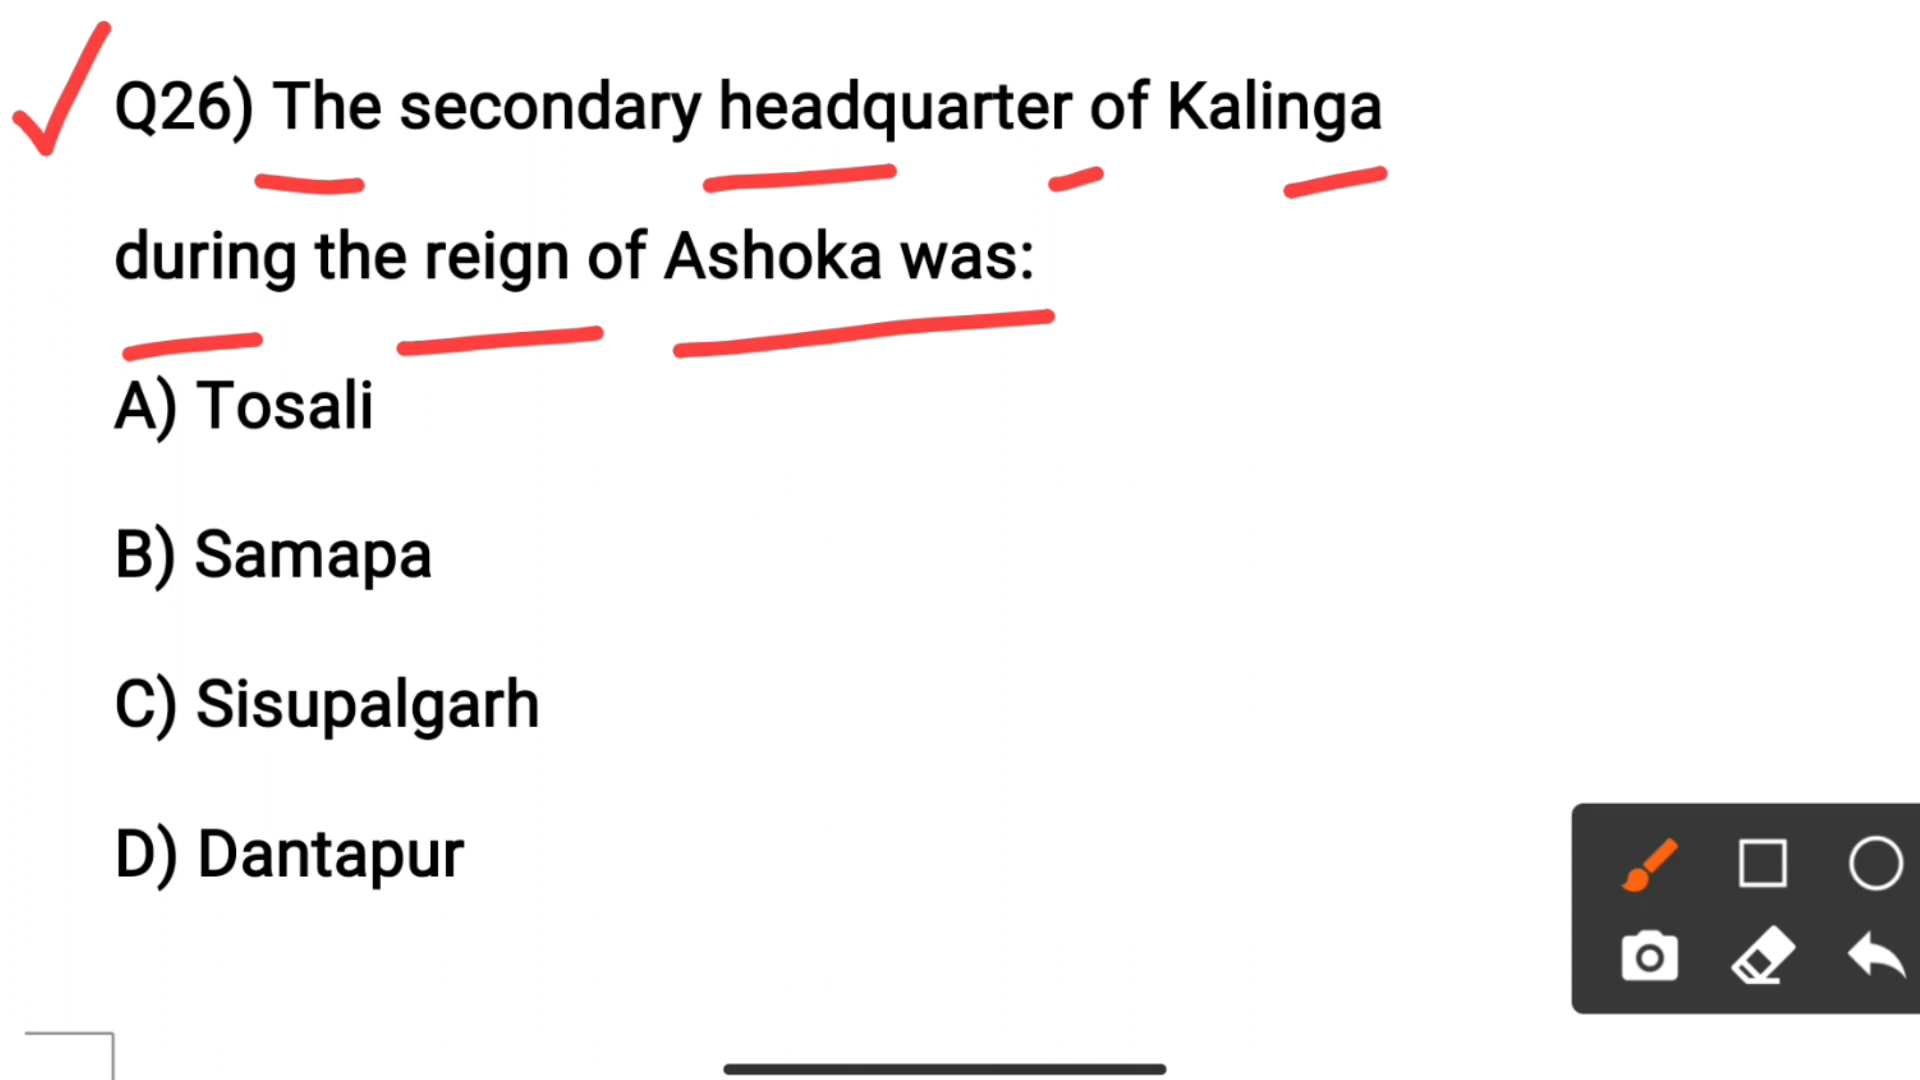 Q26) The secondary headquarter of Kalinga
during the reign of Ashoka was:
A) Tosali
B) Samapa
C) Sisupalgarh
D) Dantapur